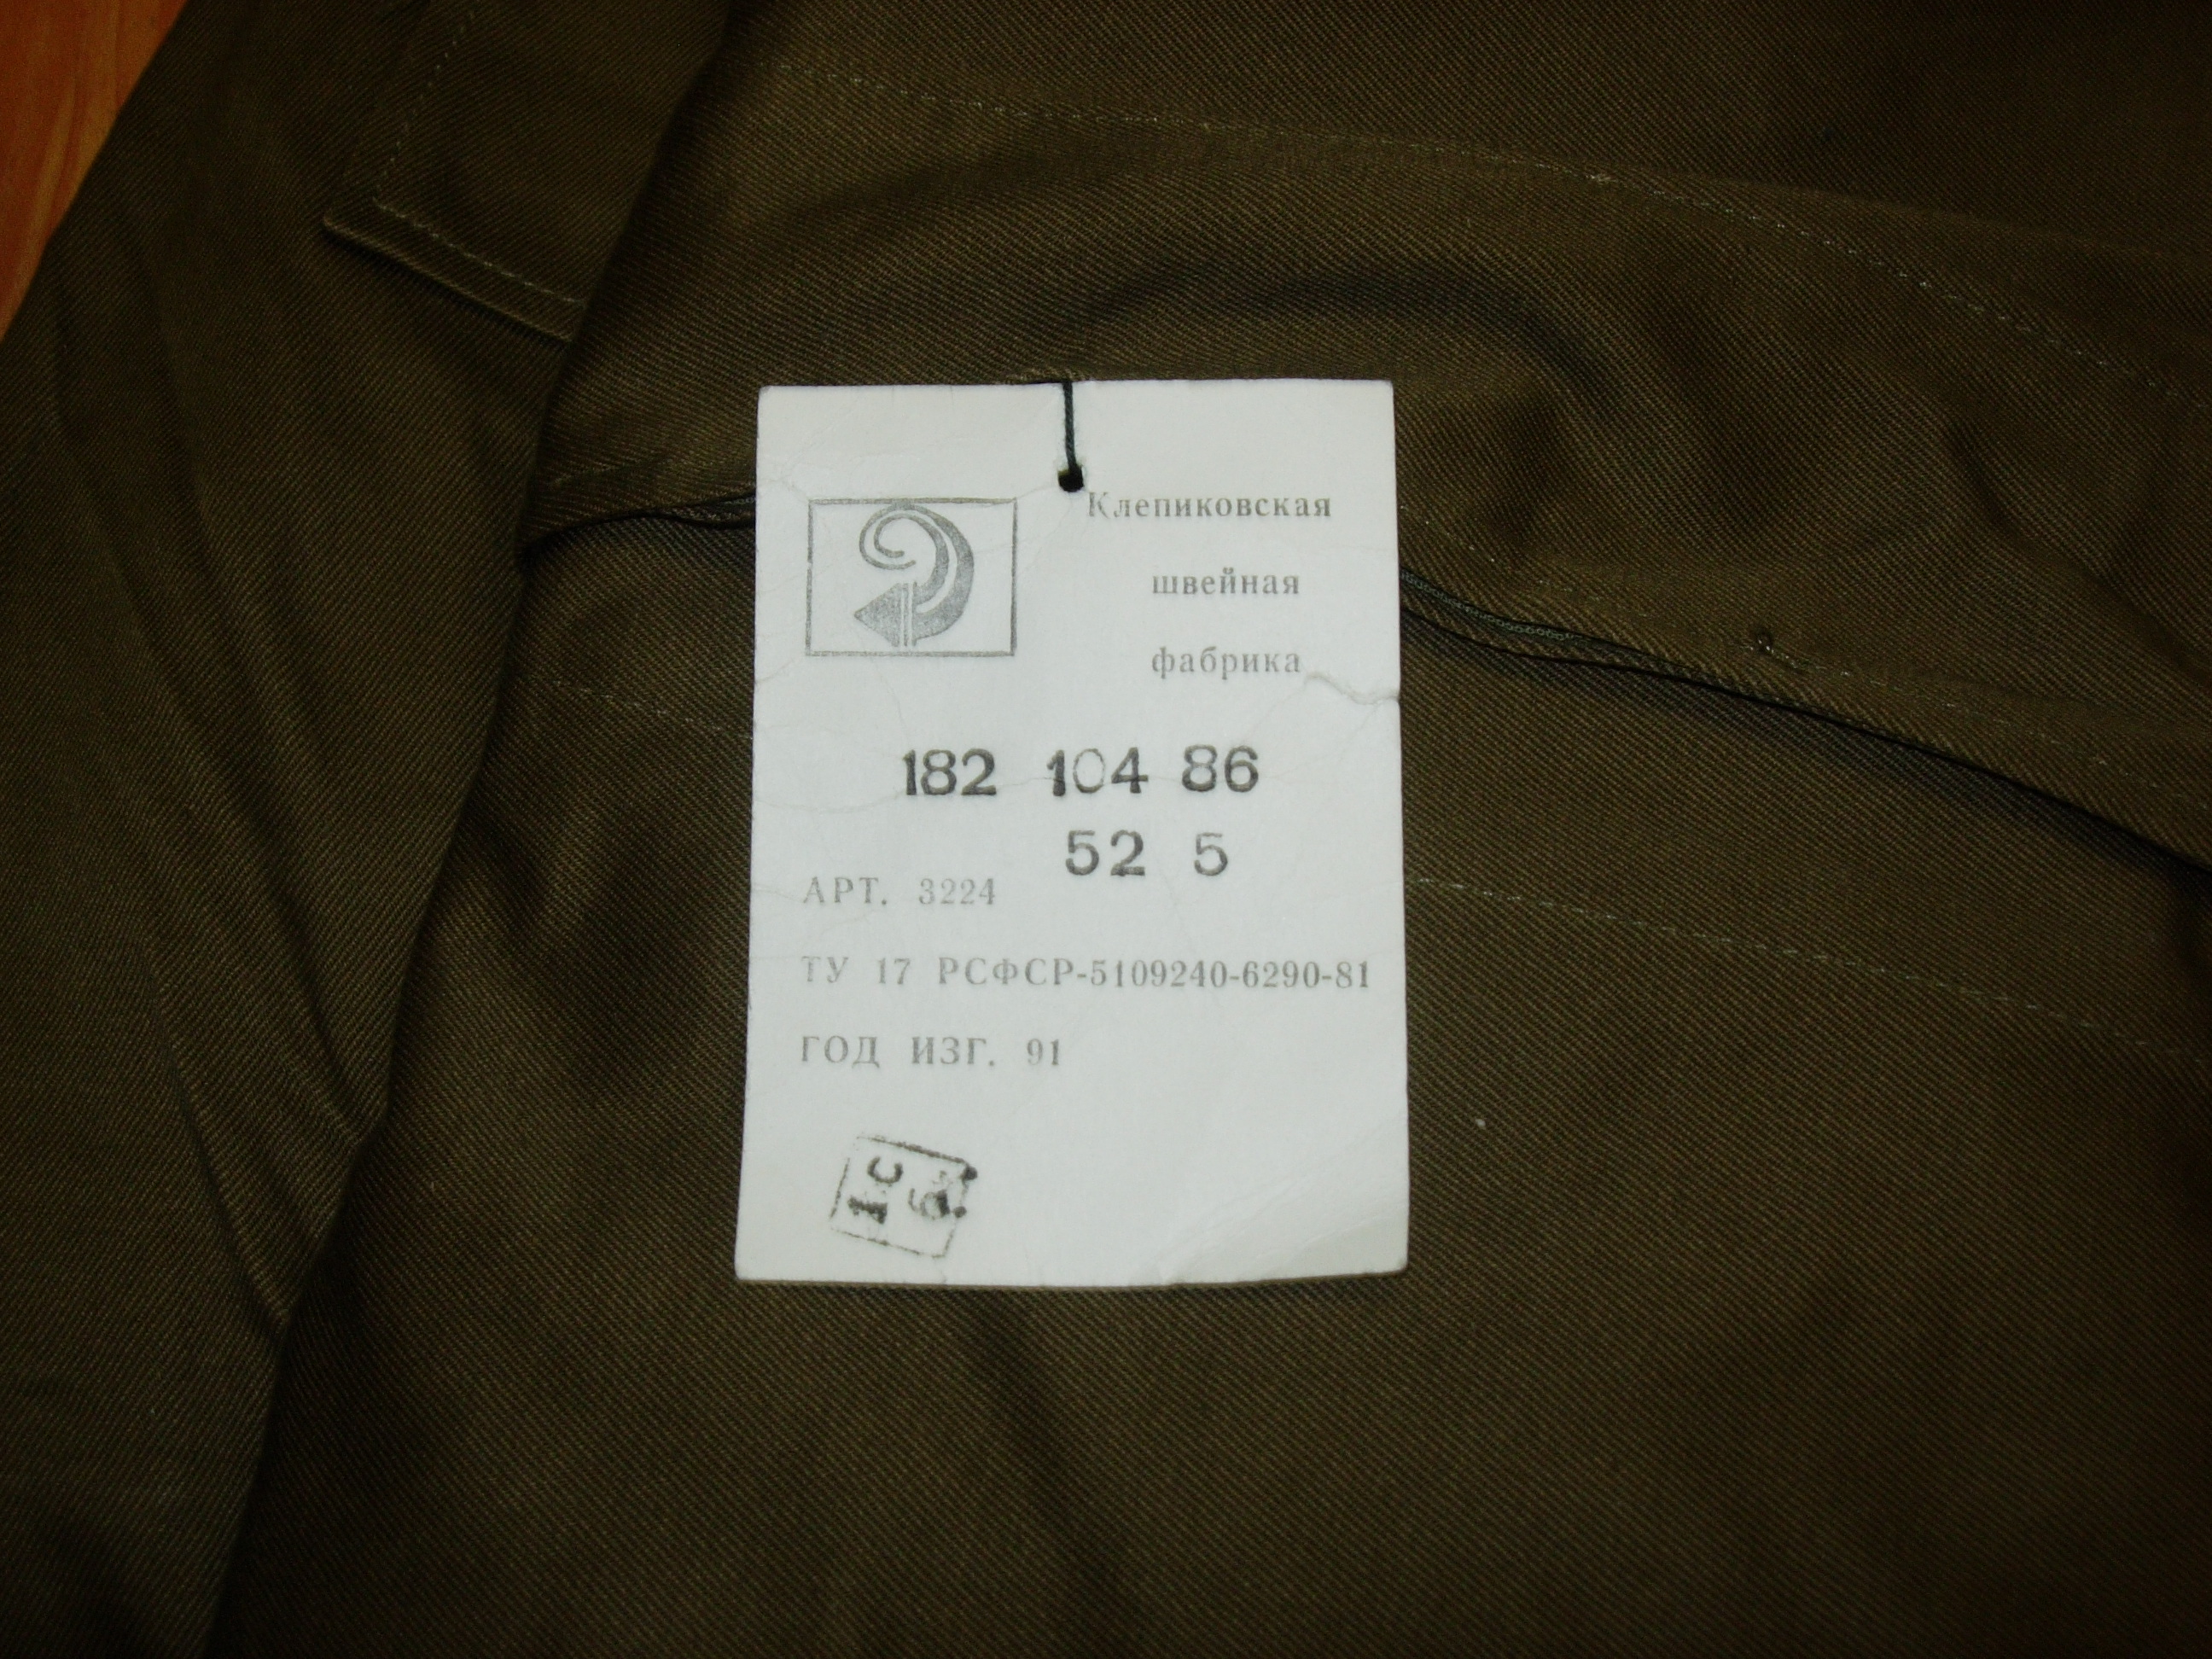 Клепиковская
швейная
фабрика
182 104 86
52 5
АРТ. 3224
ТУ 17 РСФСР-5109240-6290-81
ГОД ИЗГ. 91
1С